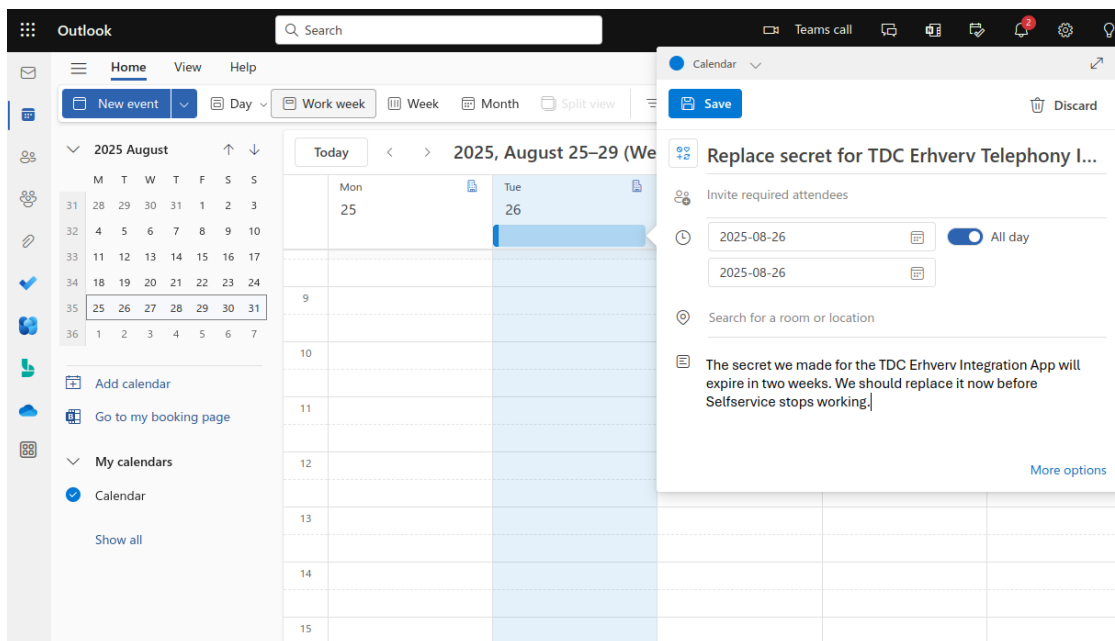 Outlook
Search
Teams call
2
Home View Help
New event Day Work week Week Month Split view
2025 August
M T W T F S S
31 28 29 30 31 1 2 3
32 4 5 6 7 8 9 10
33 11 12 13 14 15 16 17
34 18 19 20 21 22 23 24
35 25 26 27 28 29 30 31
36 1 2 3 4 5 6 7
Add calendar
Go to my booking page
My calendars
Calendar
Show all
Today 2025, August 25–29 (We
Mon Tue
25 26
9
10
11
12
13
14
15
Calendar
Save Discard
Replace secret for TDC Erhverv Telephony I...
Invite required attendees
2025-08-26 All day
2025-08-26
Search for a room or location
The secret we made for the TDC Erhverv Integration App will
expire in two weeks. We should replace it now before
Selfservice stops working.
More options